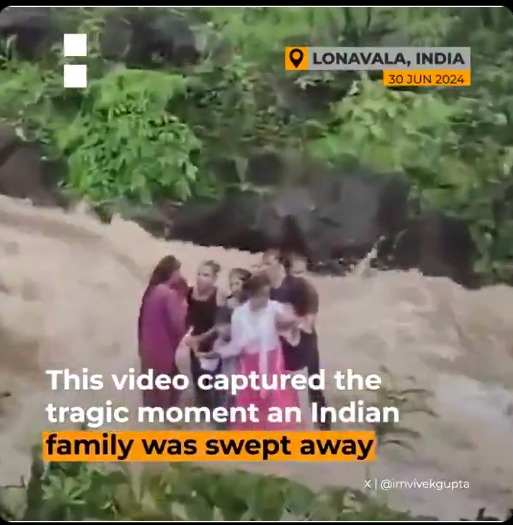 LONAVALA, INDIA
30 JUN 2024
This video captured the
tragic moment an Indian
family was swept away
X | @imvivekgupta